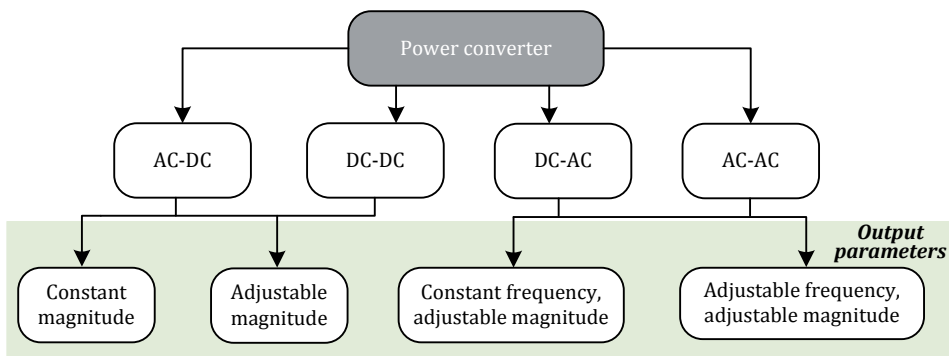 Power converter
AC-DC
DC-DC
DC-AC
AC-AC
Output
parameters
Constant
magnitude
Adjustable
magnitude
Constant frequency,
adjustable magnitude
Adjustable frequency,
adjustable magnitude